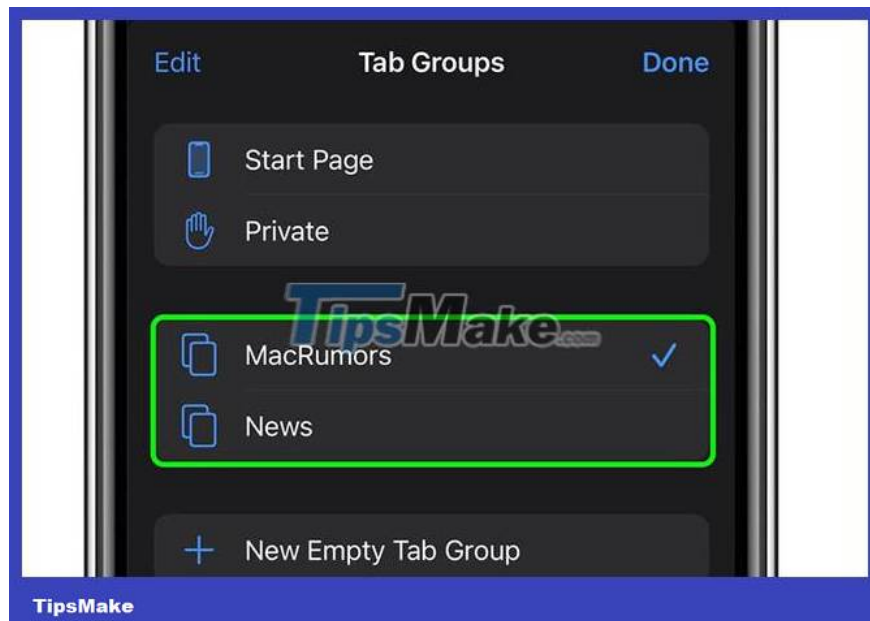 Edit Tab Groups Done
Start Page
Private
TipsMake.com
MacRumors
News
New Empty Tab Group
TipsMake